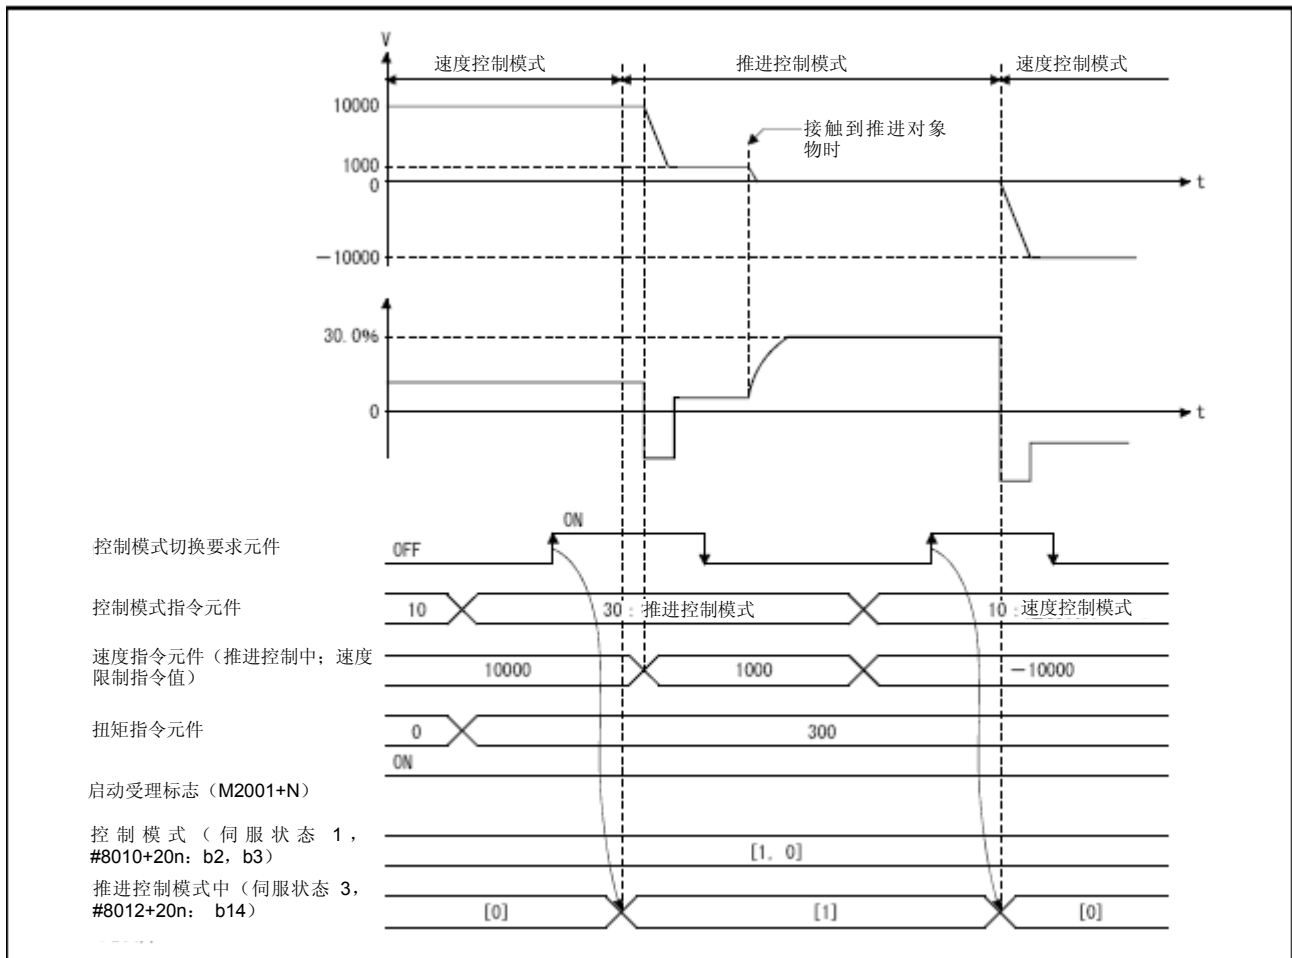 V
速度控制模式
推进控制模式
速度控制模式
10000
接触到推进对象
物时
1000
0
t
－10000
30.0%
0
t
控制模式切换要求元件
OFF
ON
控制模式指令元件
10
30：推进控制模式
10：速度控制模式
速度指令元件（推进控制中；速度
限制指令值）
10000
1000
－10000
扭矩指令元件
0
300
ON
启动受理标志（M2001+N）
控制模式（伺服状态 1，
#8010+20n：b2，b3）
[1, 0]
推进控制模式中（伺服状态 3，
#8012+20n： b14）
[0]
[1]
[0]